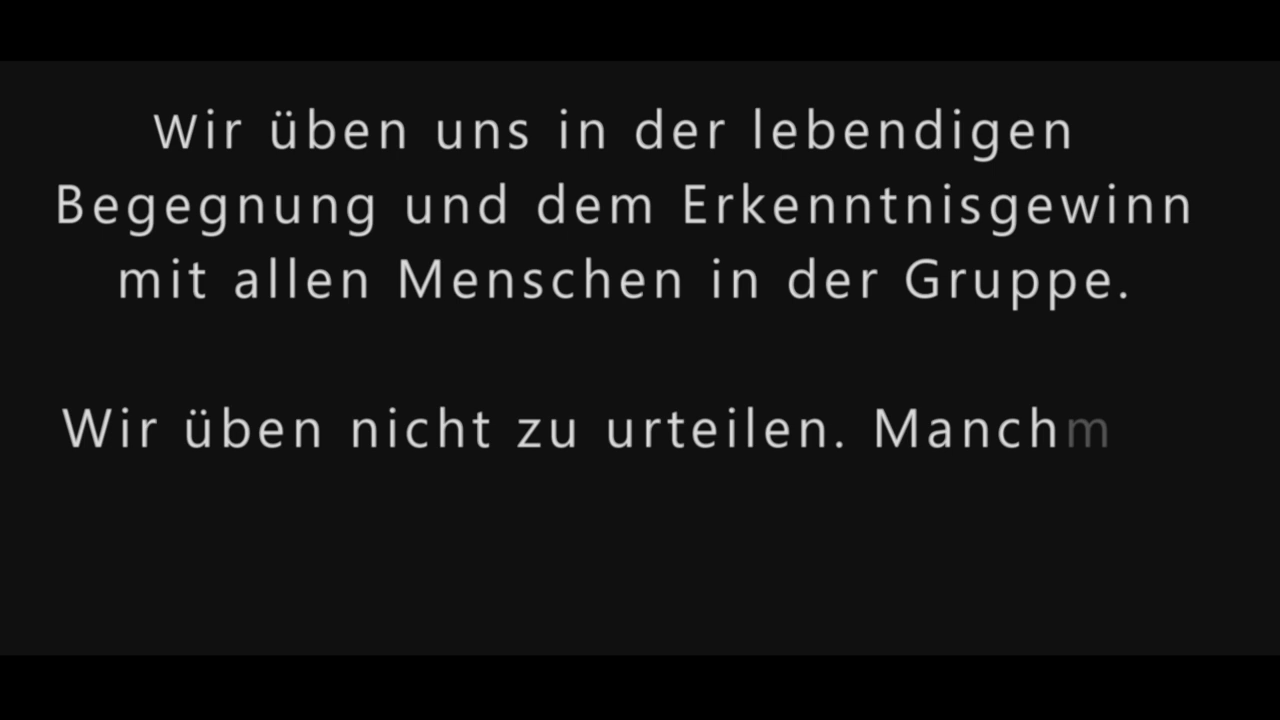 Wir üben uns in der lebendigen
Begegnung und dem Erkenntnisgewinn
mit allen Menschen in der Gruppe.
Wir üben nicht zu urteilen. Manchm